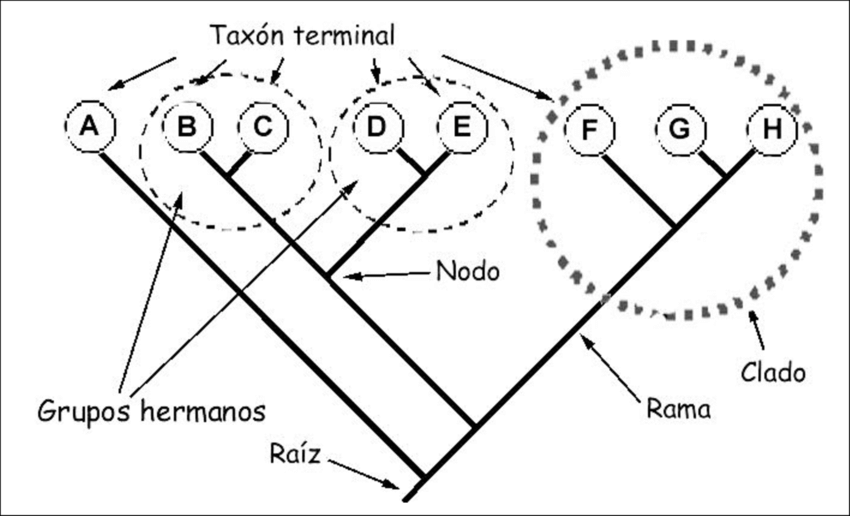 Taxón terminal
A
B
C
D
E
F
G
H
Nodo
Clado
Grupos hermanos
Rama
Raíz